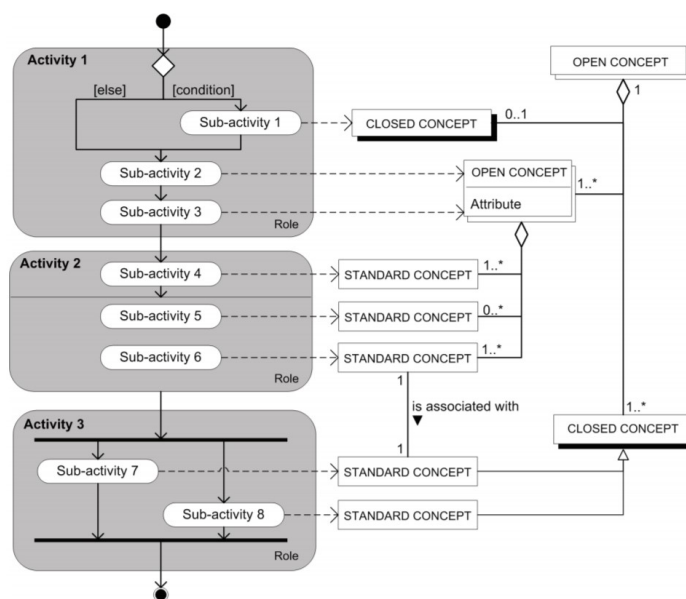 Activity 1
OPEN CONCEPT
[else]
[condition]
1
Sub-activity 1
CLOSED CONCEPT
0..1
Sub-activity 2
OPEN CONCEPT
1..*
Attribute
Sub-activity 3
Role
Activity 2
Sub-activity 4
STANDARD CONCEPT
1..*
Sub-activity 5
STANDARD CONCEPT
0..*
Sub-activity 6
STANDARD CONCEPT
1..*
Role
1
is associated with
▼
1..*
Activity 3
CLOSED CONCEPT
1
Sub-activity 7
STANDARD CONCEPT
Sub-activity 8
STANDARD CONCEPT
Role